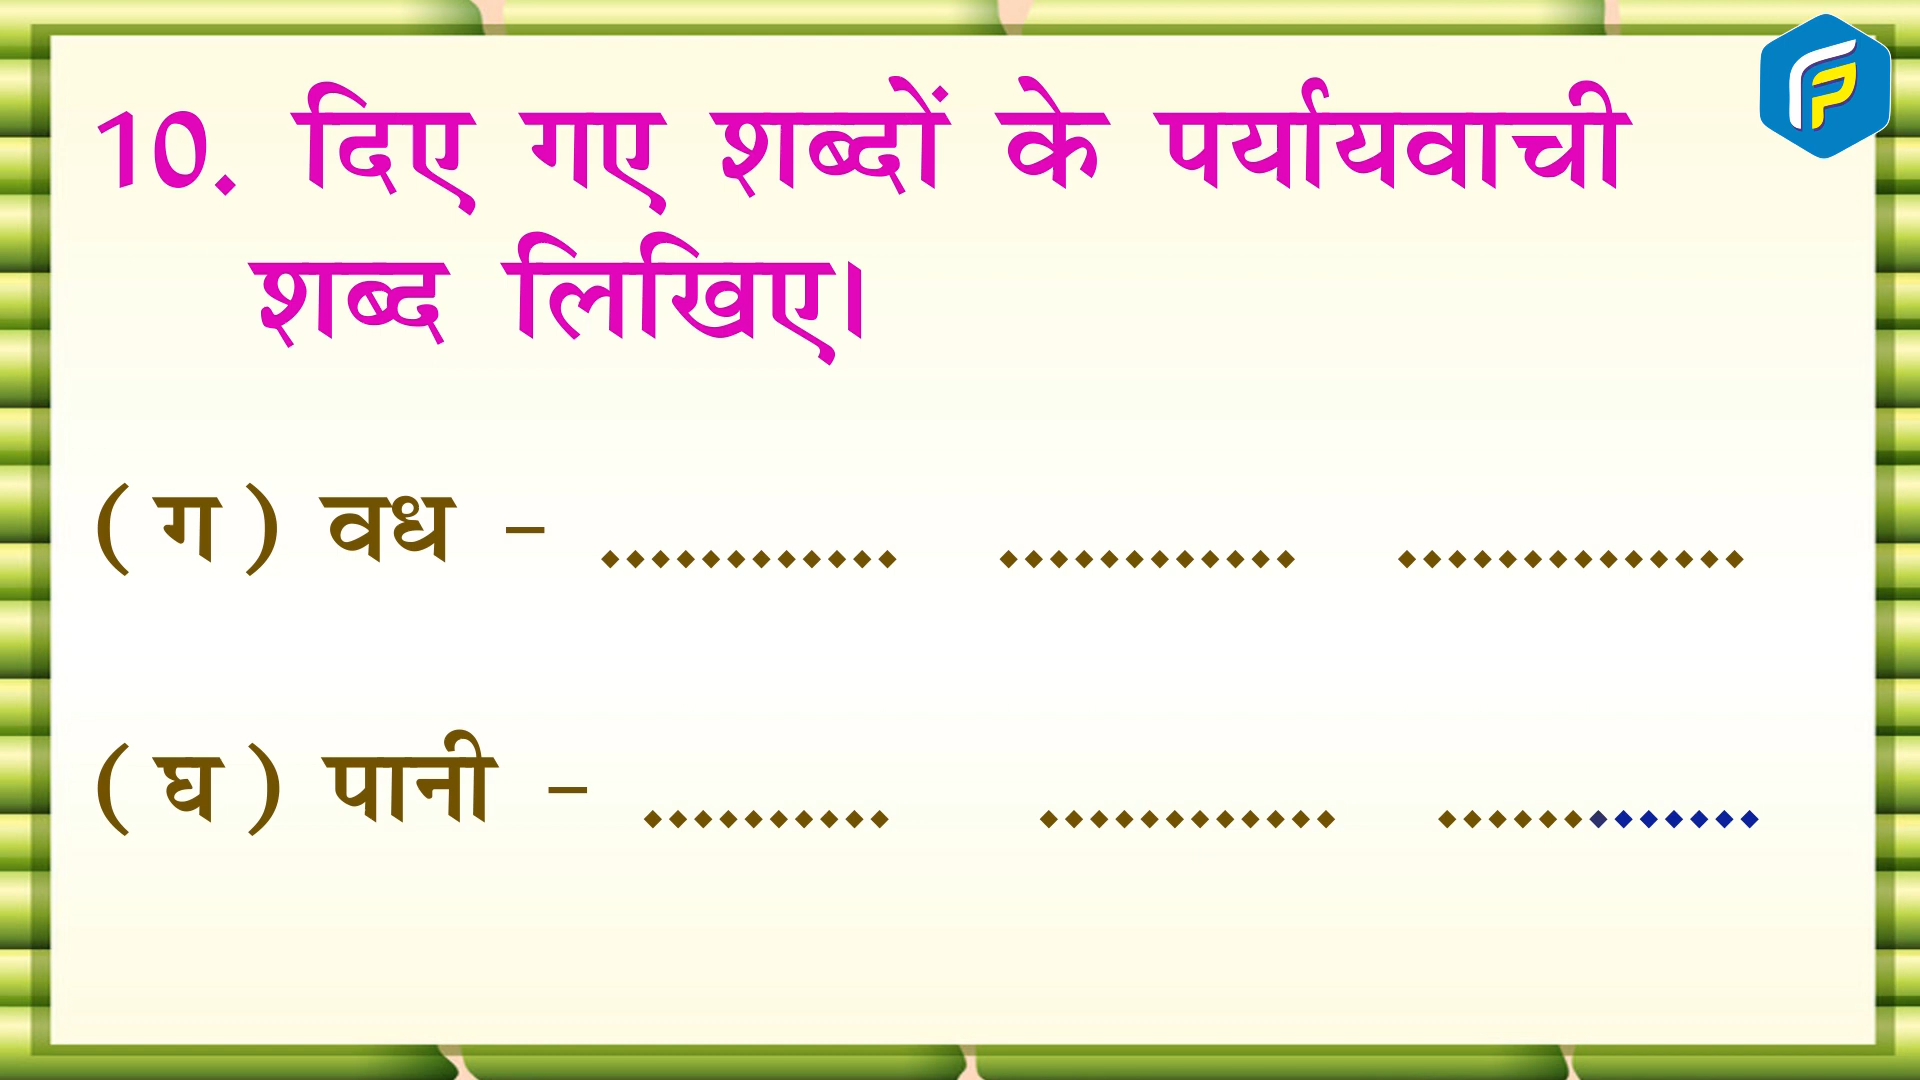 10. दिए गए शब्दों के पर्यायवाची
शब्द लिखिए।
(ग) वध - ............ ............ ..............
(घ) पानी - .......... ............ .............